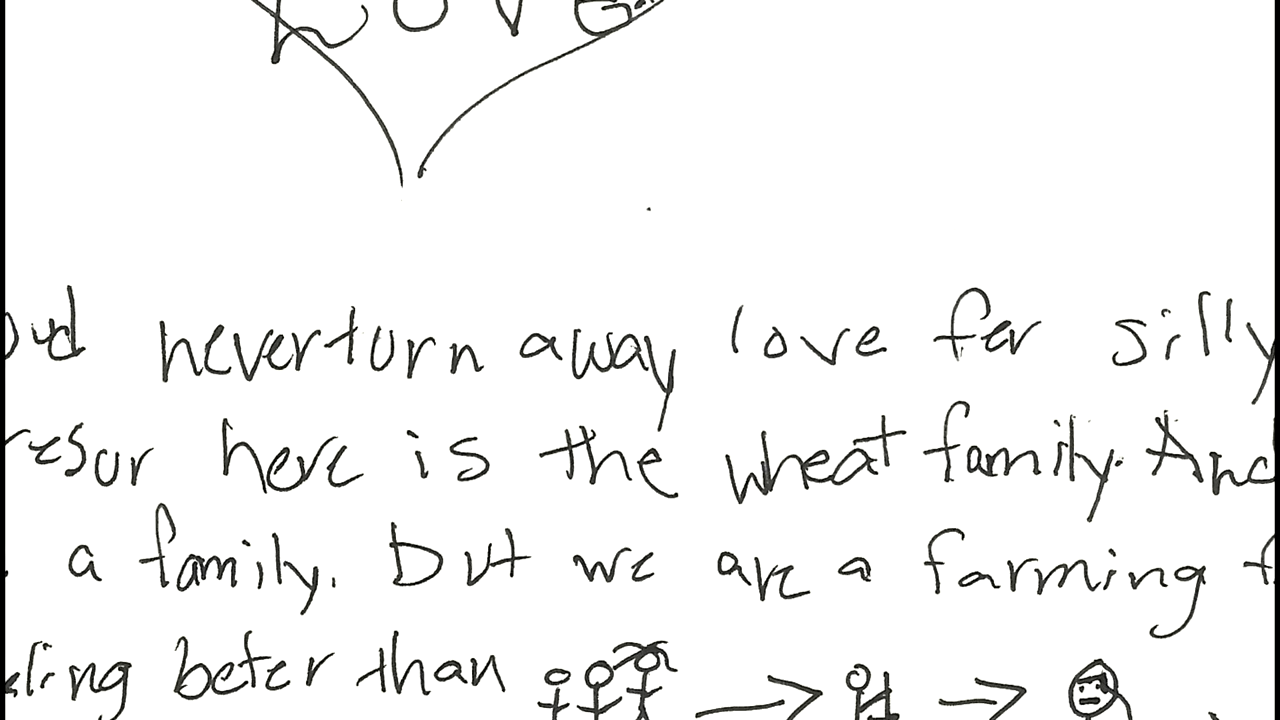 Love
never turn away love fer silly
here is the wheat family. And
a family. but we are a farming
beter than